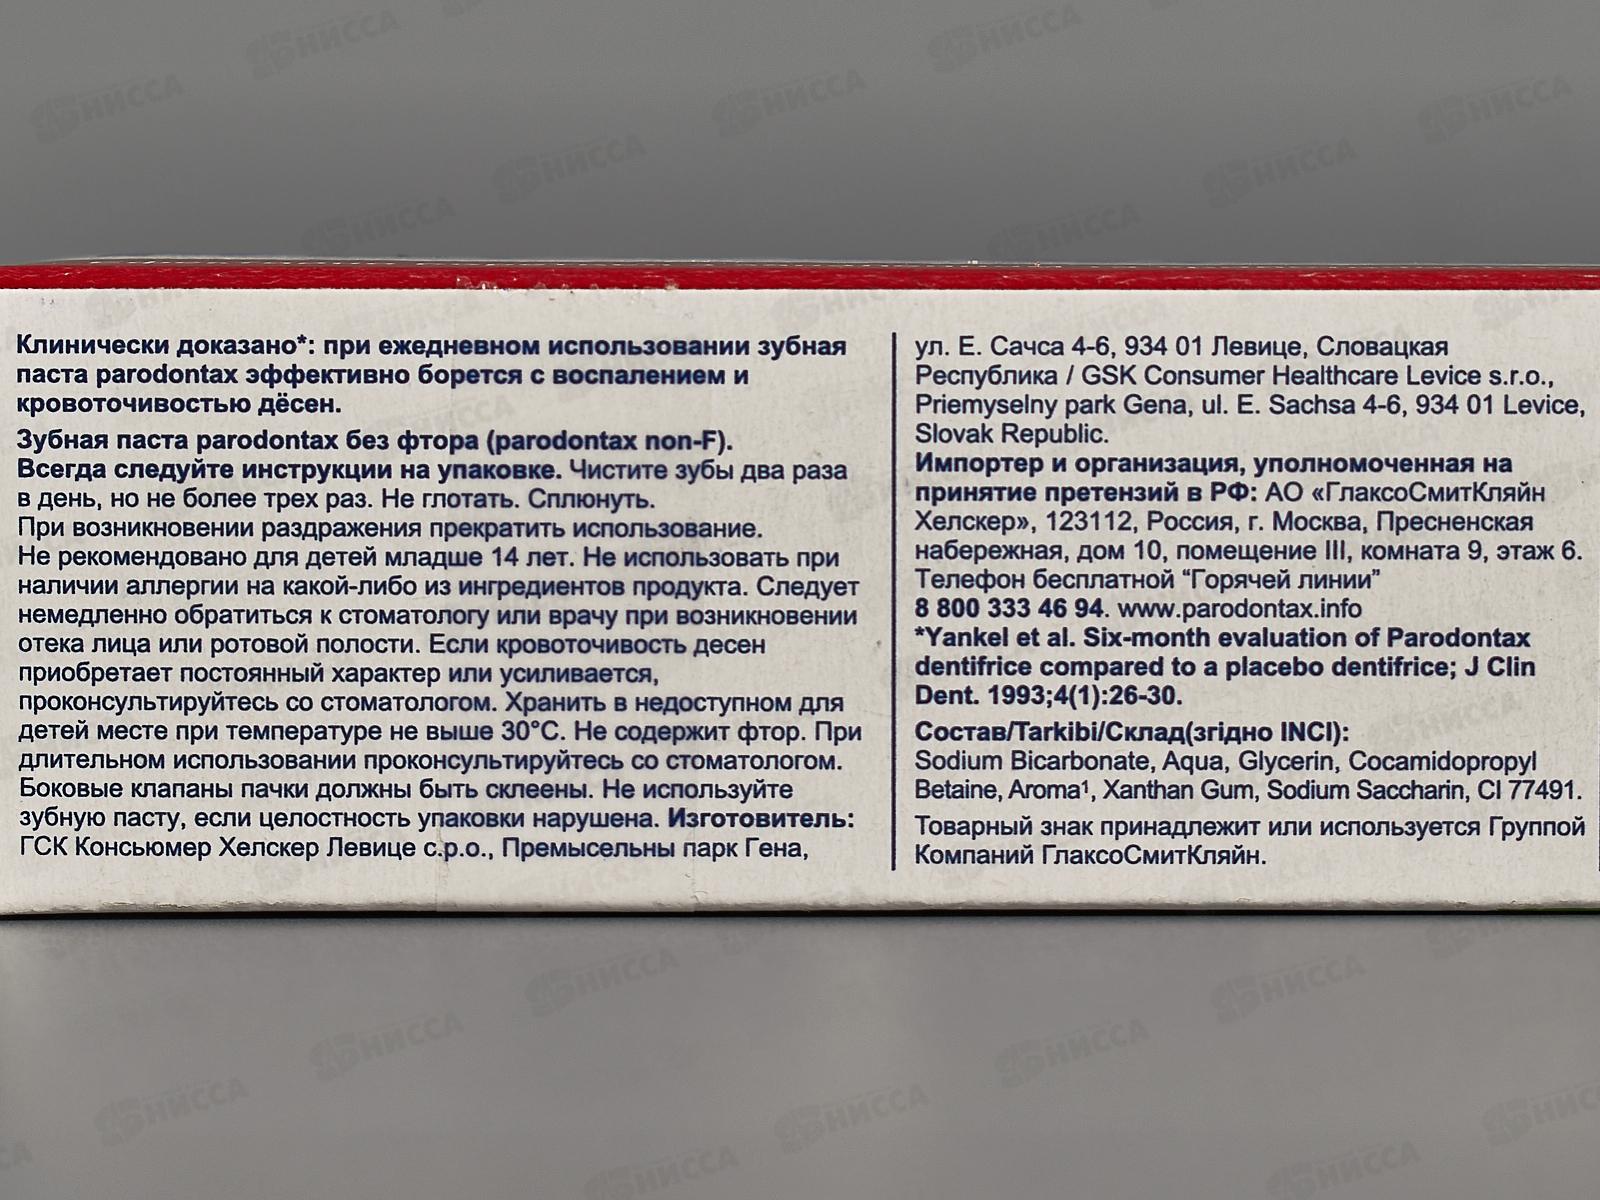 Клинически доказано*: при ежедневном использовании зубная
паста parodontax эффективно борется с воспалением и
кровоточивостью дёсен.
Зубная паста parodontax без фтора (parodontax non-F).
Всегда следуйте инструкции на упаковке. Чистите зубы два раза
в день, но не более трех раз. Не глотать. Сплюнуть.
При возникновении раздражения прекратить использование.
Не рекомендовано для детей младше 14 лет. Не использовать при
наличии аллергии на какой-либо из ингредиентов продукта. Следует
немедленно обратиться к стоматологу или врачу при возникновении
отека лица или ротовой полости. Если кровоточивость десен
приобретает постоянный характер или усиливается,
проконсультируйтесь со стоматологом. Хранить в недоступном для
детей месте при температуре не выше 30°C. Не содержит фтор. При
длительном использовании проконсультируйтесь со стоматологом.
Боковые клапаны пачки должны быть склеены. Не используйте
зубную пасту, если целостность упаковки нарушена. Изготовитель:
ГСК Консьюмер Хелскер Левице с.р.о., Премысельны парк Гена,
ул. Е. Сачса 4-6, 934 01 Левице, Словацкая
Республика / GSK Consumer Healthcare Levice s.r.o.,
Priemyselny park Gena, ul. E. Sachsa 4-6, 934 01 Levice,
Slovak Republic.
Импортер и организация, уполномоченная на
принятие претензий в РФ: АО «ГлаксоСмитКляйн
Хелскер», 123112, Россия, г. Москва, Пресненская
набережная, дом 10, помещение III, комната 9, этаж 6.
Телефон бесплатной “Горячей линии”
8 800 333 46 94. www.parodontax.info
*Yankel et al. Six-month evaluation of Parodontax
dentifrice compared to a placebo dentifrice; J Clin
Dent. 1993;4(1):26-30.
Состав/Tarkibi/Склад(згідно INCI):
Sodium Bicarbonate, Aqua, Glycerin, Cocamidopropyl
Betaine, Aroma¹, Xanthan Gum, Sodium Saccharin, CI 77491.
Товарный знак принадлежит или используется Группой
Компаний ГлаксоСмитКляйн.